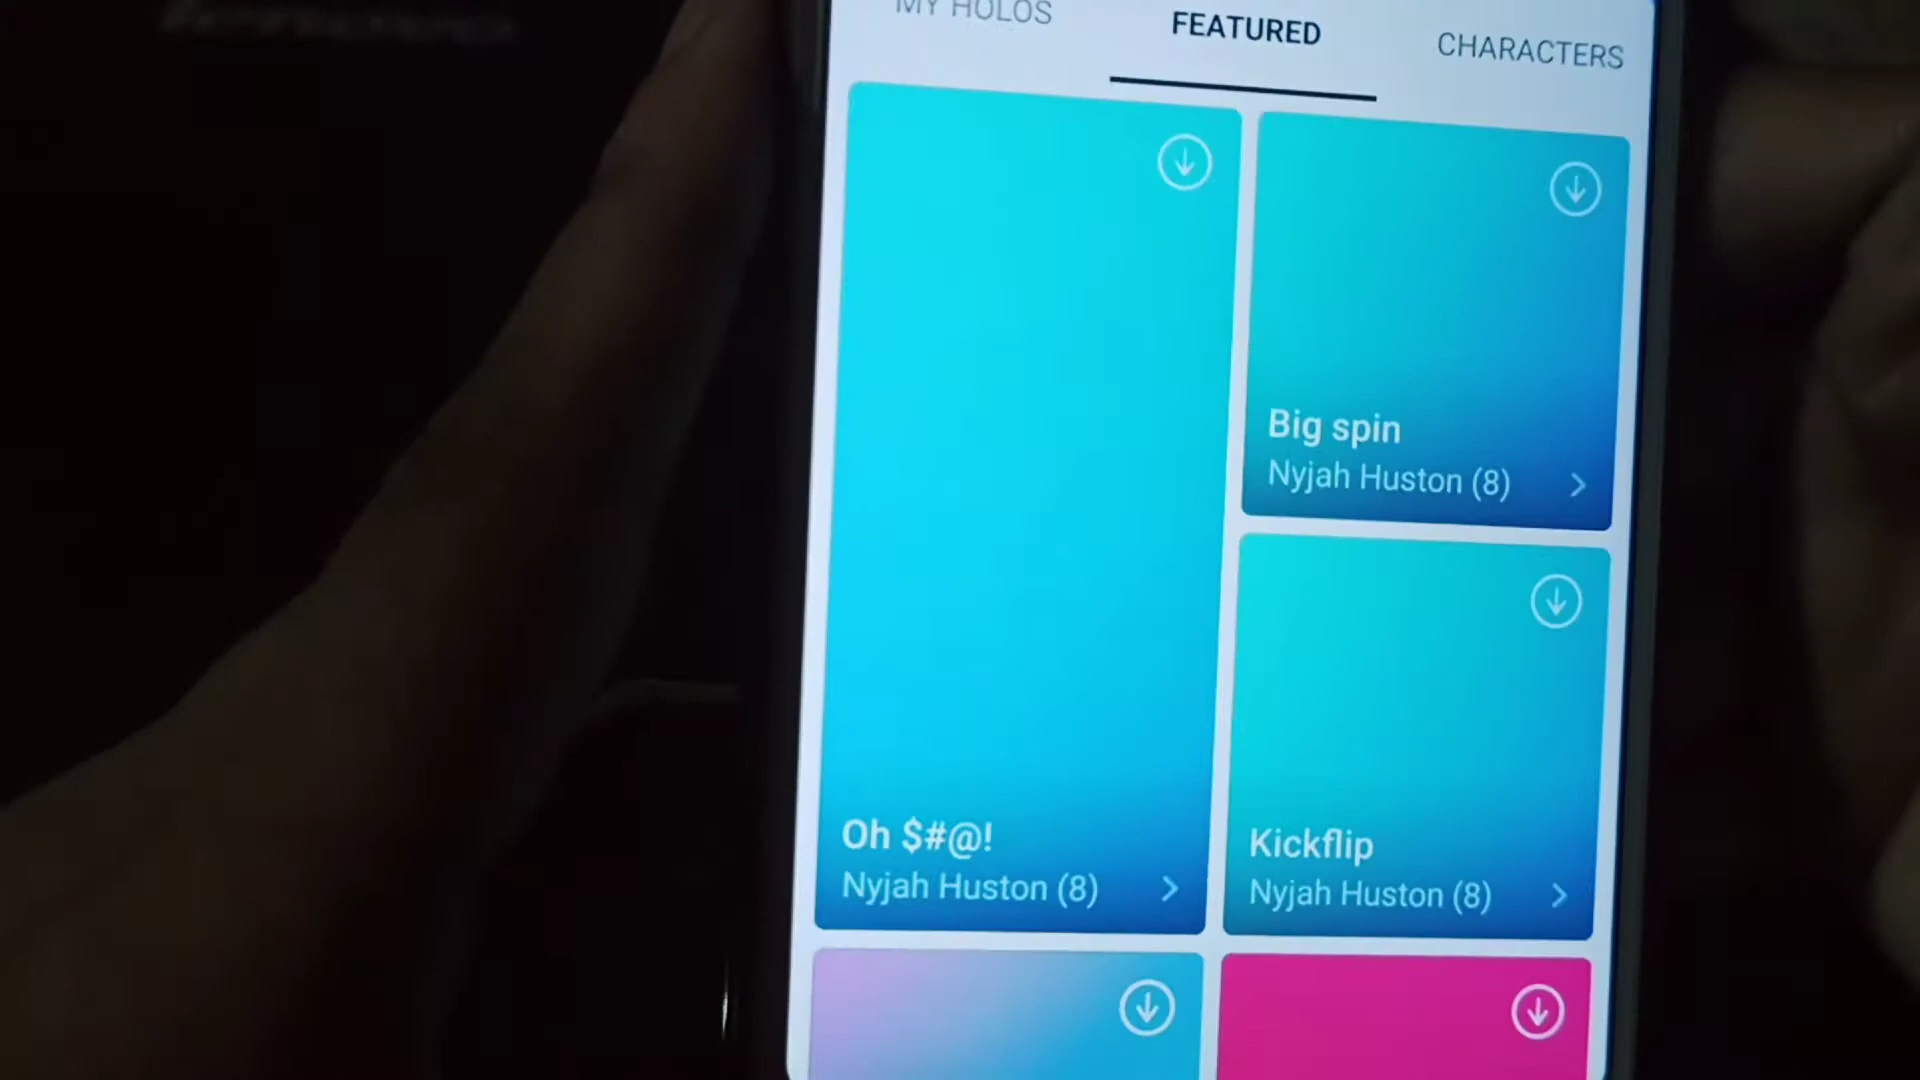 MY HOLOS
FEATURED
CHARACTERS
Big spin
Nyjah Huston (8)
Oh $#@!
Nyjah Huston (8)
Kickflip
Nyjah Huston (8)